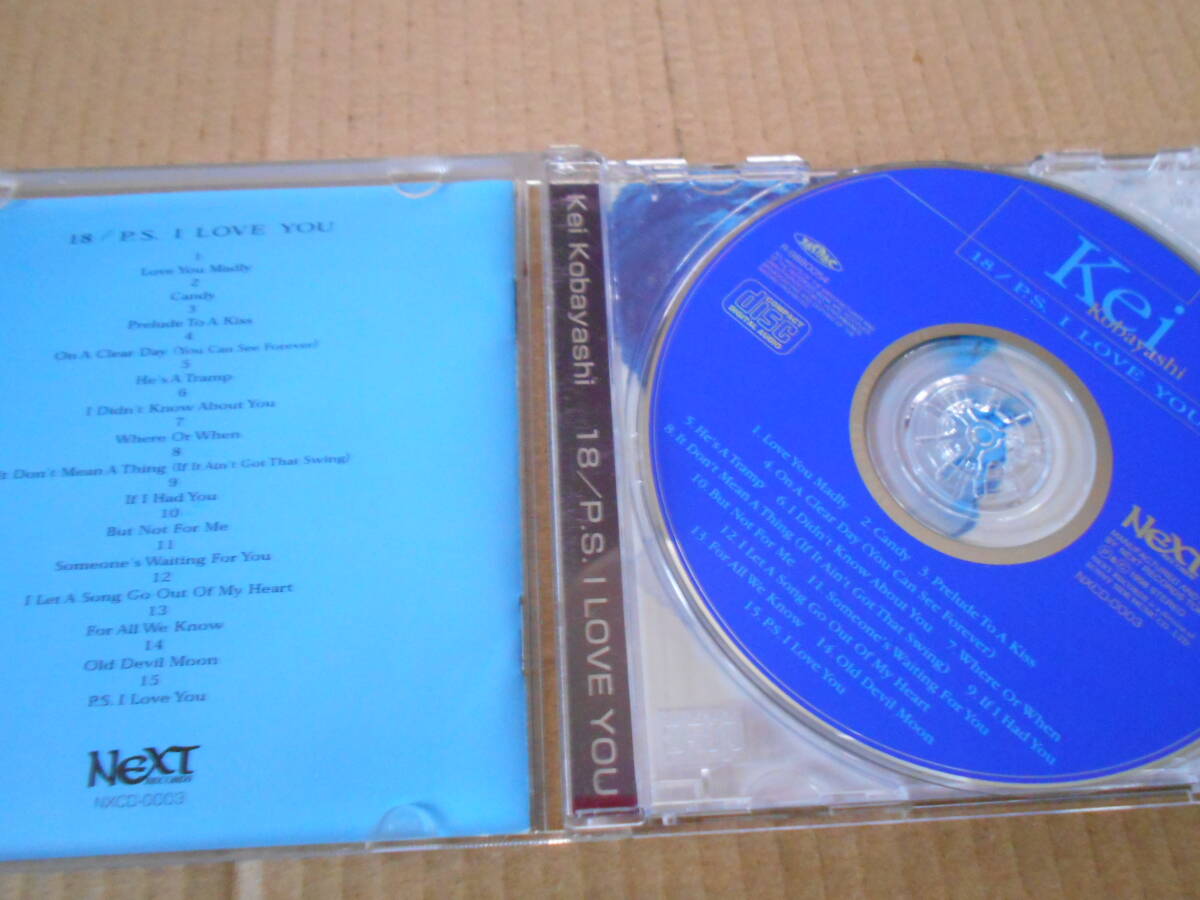 18 / P.S. I LOVE YOU
1
Love You Madly
2
Candy
3
Prelude To A Kiss
4
On A Clear Day (You Can See Forever)
5
He's A Tramp
6
I Didn't Know About You
7
Where Or When
8
It Don't Mean A Thing (If It Ain't Got That Swing)
9
If I Had You
10
But Not For Me
11
Someone's Waiting For You
12
I Let A Song Go Out Of My Heart
13
For All We Know
14
Old Devil Moon
15
P.S. I Love You
NeXT
RECORDS
NXCD-0003
Kei Kobayashi 18/P.S. I LOVE YOU
Kei
Kobayashi
18/P.S. I LOVE YOU
COMPACT
disc
DIGITAL AUDIO
1. Love You Madly 2. Candy 3. Prelude To A Kiss
4. On A Clear Day (You Can See Forever)
5. He's A Tramp 6. I Didn't Know About You 7. Where Or When
8. It Don't Mean A Thing (If It Ain't Got That Swing) 9. If I Had You
10. But Not For Me 11. Someone's Waiting For You
12. I Let A Song Go Out Of My Heart
13. For All We Know 14. Old Devil Moon
15. P.S. I Love You
NeXT
NXCD-0003